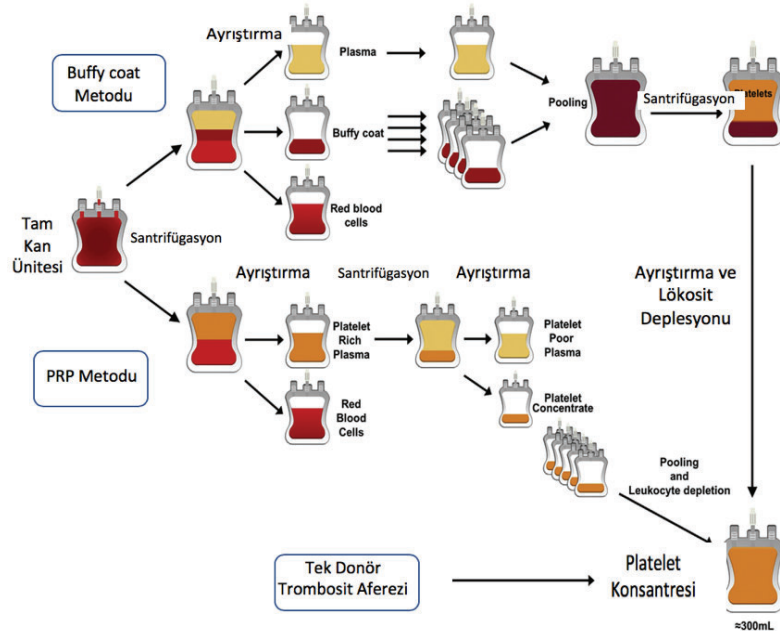 Ayrıştırma
Plasma
Buffy coat
Metodu
Buffy coat
Pooling
Santrifügasyon
Platelets
Red blood
cells
Tam
Kan
Ünitesi
Santrifügasyon
Ayrıştırma
Santrifügasyon
Ayrıştırma
Ayrıştırma ve
Lökosit
Deplesyonu
Platelet
Rich
Plasma
Platelet
Poor
Plasma
PRP Metodu
Red
Blood
Cells
Platelet
Concentrate
Pooling
and
Leukocyte depletion
Tek Donör
Trombosit Aferezi
Platelet
Konsantresi
≈300mL